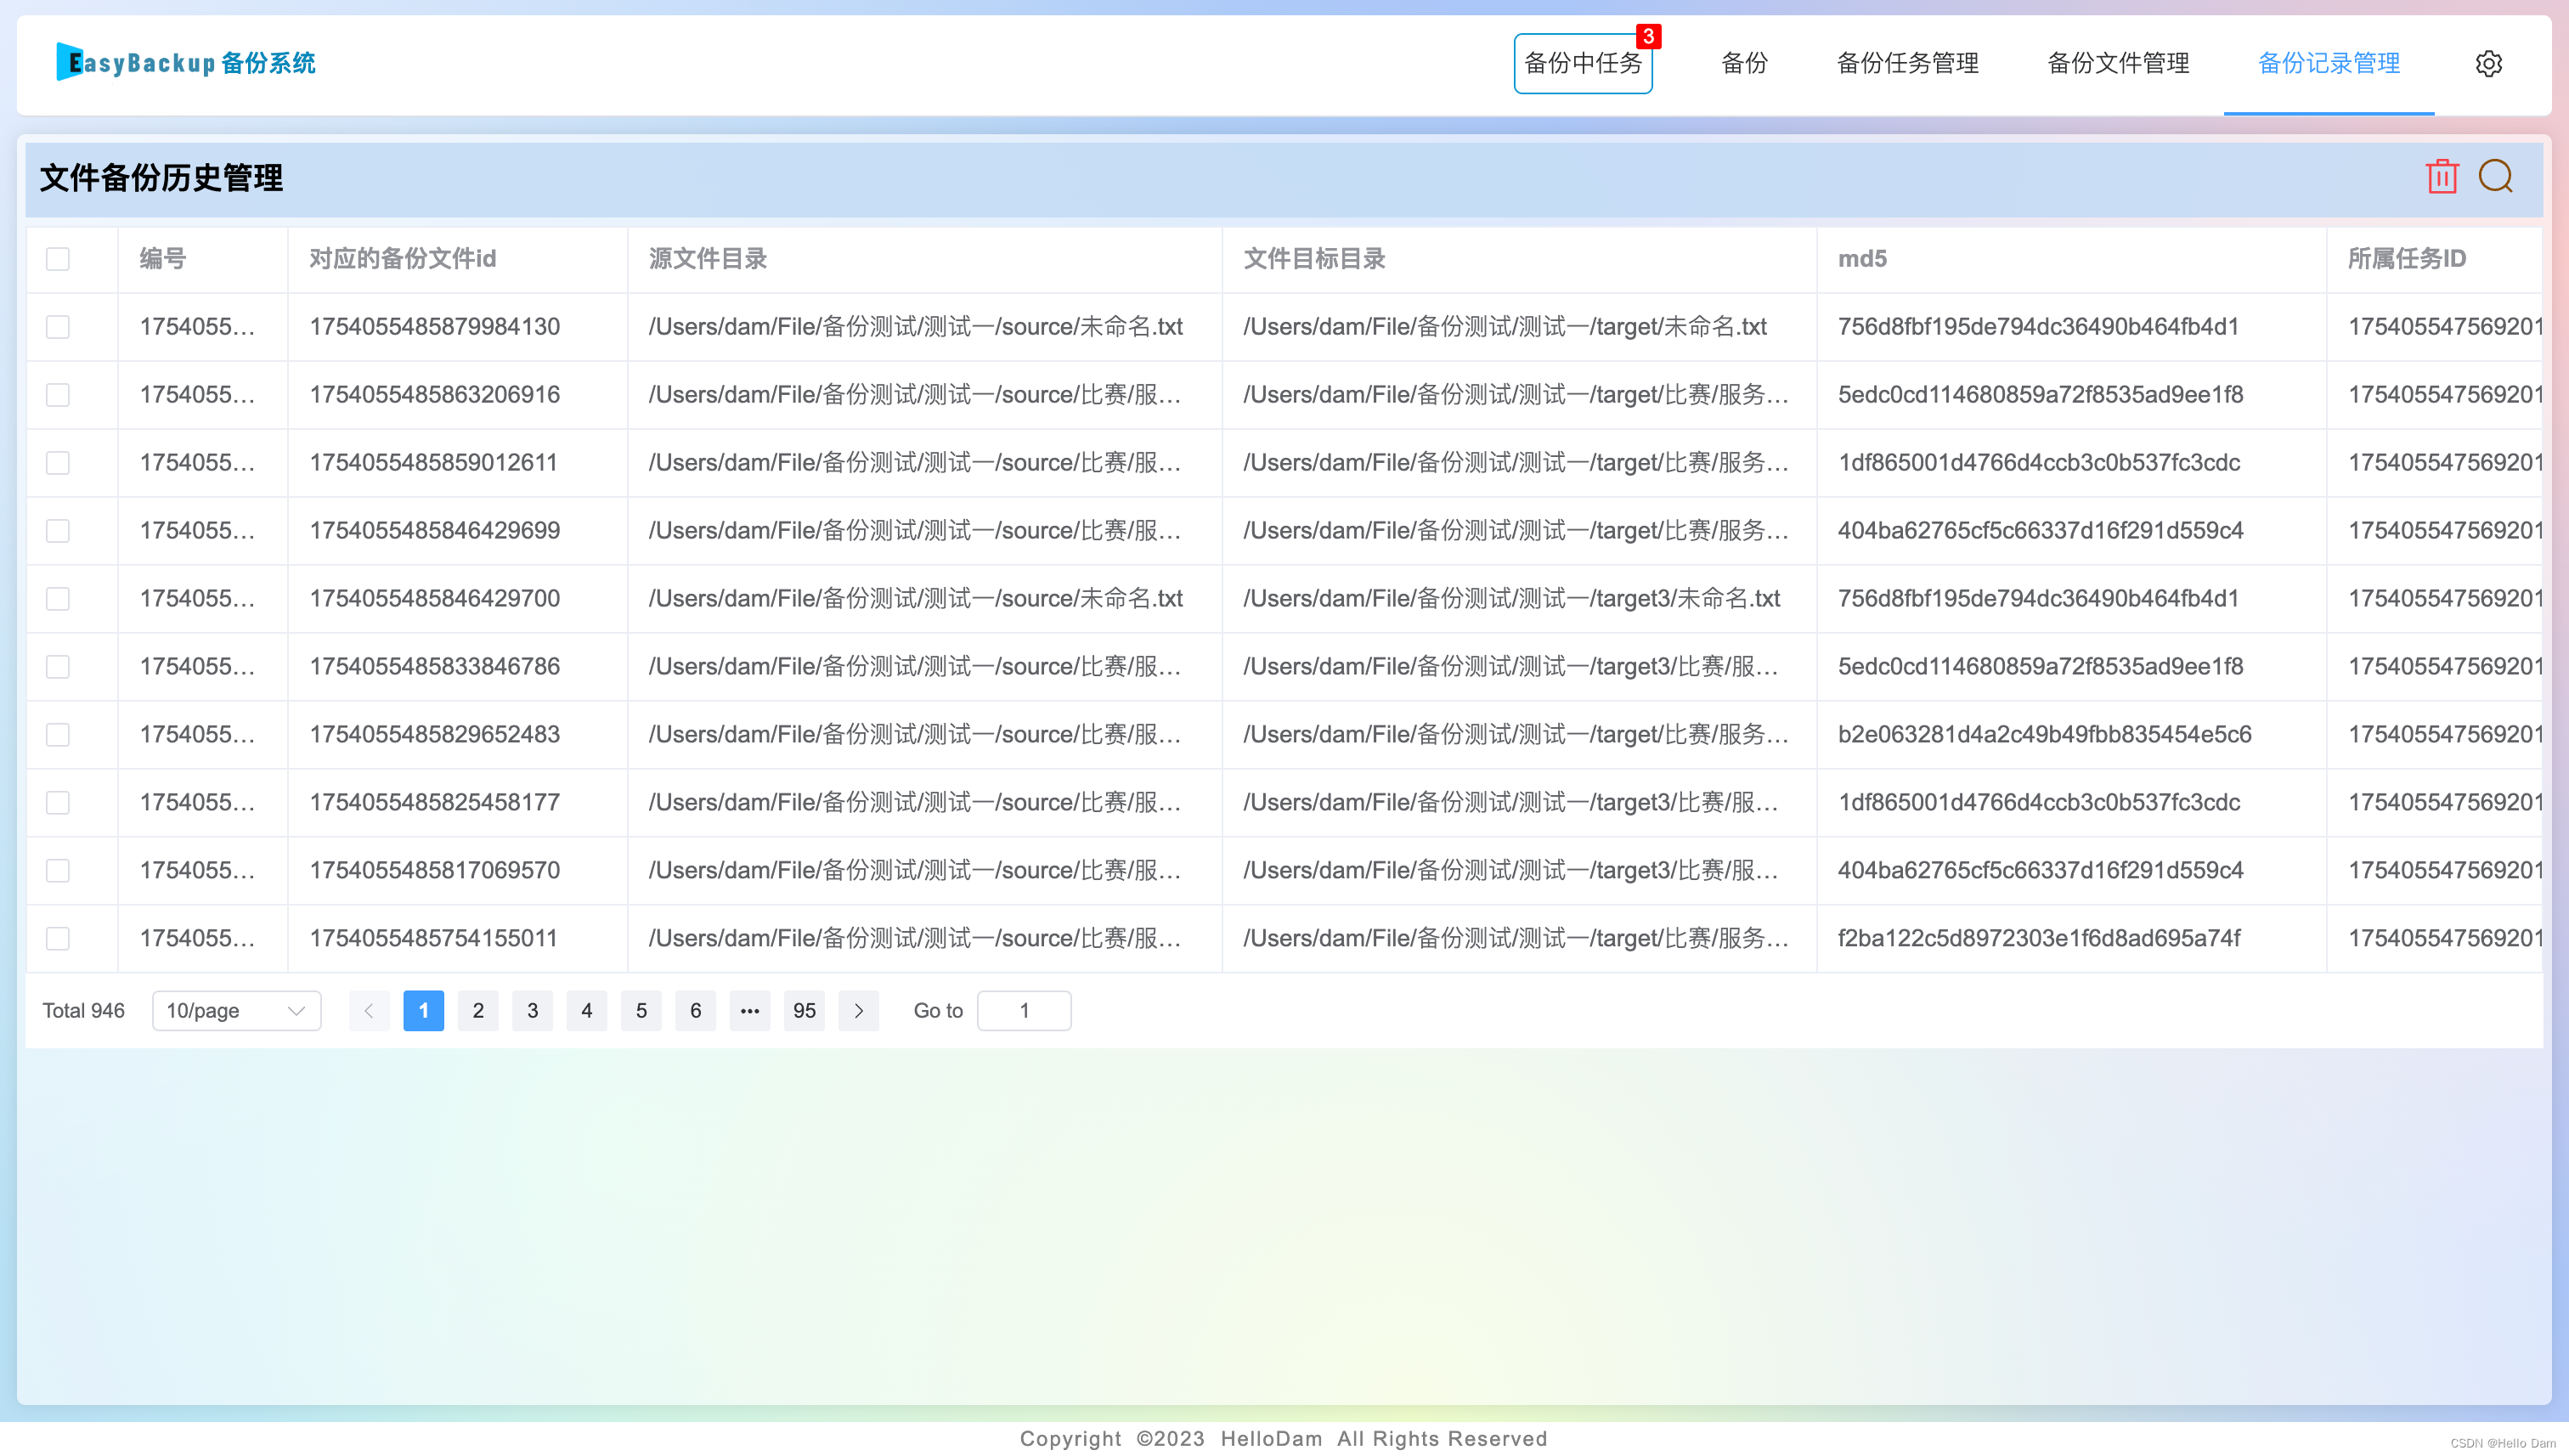 EasyBackup 备份系统
备份中任务 3 备份 备份任务管理 备份文件管理 备份记录管理
文件备份历史管理
编号 对应的备份文件id 源文件目录 文件目标目录 md5 所属任务ID
1754055... 1754055485879984130 /Users/dam/File/备份测试/测试一/source/未命名.txt /Users/dam/File/备份测试/测试一/target/未命名.txt 756d8fbf195de794dc36490b464fb4d1 175405547569201
1754055... 1754055485863206916 /Users/dam/File/备份测试/测试一/source/比赛/服... /Users/dam/File/备份测试/测试一/target/比赛/服务... 5edc0cd114680859a72f8535ad9ee1f8 175405547569201
1754055... 1754055485859012611 /Users/dam/File/备份测试/测试一/source/比赛/服... /Users/dam/File/备份测试/测试一/target/比赛/服务... 1df865001d4766d4ccb3c0b537fc3cdc 175405547569201
1754055... 1754055485846429699 /Users/dam/File/备份测试/测试一/source/比赛/服... /Users/dam/File/备份测试/测试一/target/比赛/服务... 404ba62765cf5c66337d16f291d559c4 175405547569201
1754055... 1754055485846429700 /Users/dam/File/备份测试/测试一/source/未命名.txt /Users/dam/File/备份测试/测试一/target3/未命名.txt 756d8fbf195de794dc36490b464fb4d1 175405547569201
1754055... 1754055485833846786 /Users/dam/File/备份测试/测试一/source/比赛/服... /Users/dam/File/备份测试/测试一/target3/比赛/服... 5edc0cd114680859a72f8535ad9ee1f8 175405547569201
1754055... 1754055485829652483 /Users/dam/File/备份测试/测试一/source/比赛/服... /Users/dam/File/备份测试/测试一/target/比赛/服务... b2e063281d4a2c49b49fbb835454e5c6 175405547569201
1754055... 1754055485825458177 /Users/dam/File/备份测试/测试一/source/比赛/服... /Users/dam/File/备份测试/测试一/target3/比赛/服... 1df865001d4766d4ccb3c0b537fc3cdc 175405547569201
1754055... 1754055485817069570 /Users/dam/File/备份测试/测试一/source/比赛/服... /Users/dam/File/备份测试/测试一/target3/比赛/服... 404ba62765cf5c66337d16f291d559c4 175405547569201
1754055... 1754055485754155011 /Users/dam/File/备份测试/测试一/source/比赛/服... /Users/dam/File/备份测试/测试一/target/比赛/服务... f2ba122c5d8972303e1f6d8ad695a74f 175405547569201
Total 946 10/page 1 2 3 4 5 6 ••• 95 Go to 1
Copyright ©2023 HelloDam All Rights Reserved
CSDN @Hello Dam